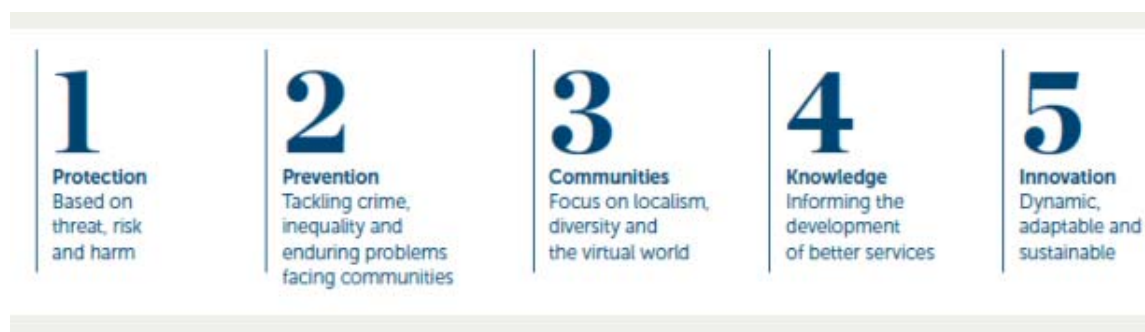 1
Protection
Based on
threat, risk
and harm
2
Prevention
Tackling crime,
inequality and
enduring problems
facing communities
3
Communities
Focus on localism,
diversity and
the virtual world
4
Knowledge
Informing the
development
of better services
5
Innovation
Dynamic,
adaptable and
sustainable